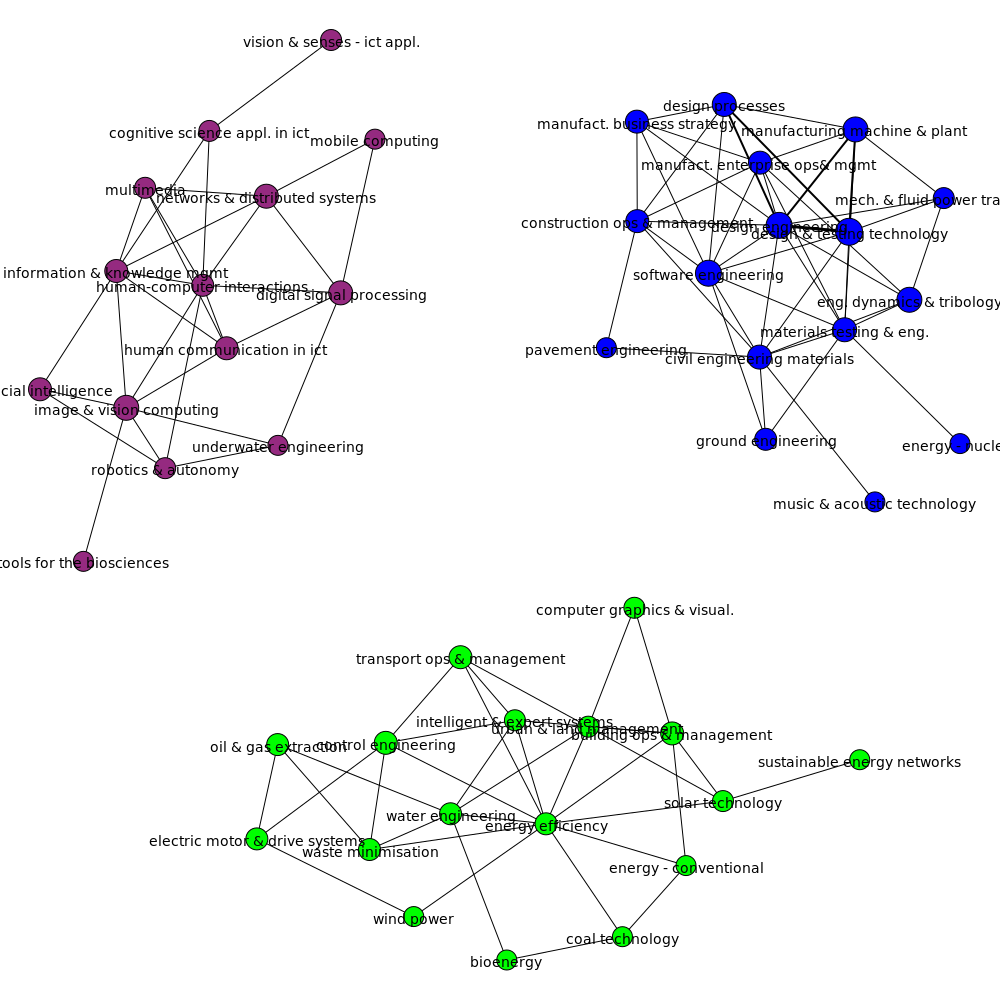 vision & senses - ict appl.
cognitive science appl. in ict
mobile computing
multimedia
networks & distributed systems
information & knowledge mgmt
human-computer interactions
digital signal processing
human communication in ict
cial intelligence
image & vision computing
underwater engineering
robotics & autonomy
tools for the biosciences
design processes
manufact. business strategy
manufacturing machine & plant
manufact. enterprise ops& mgmt
mech. & fluid power tra
construction ops & management
design engineering
design & testing technology
software engineering
eng. dynamics & tribology
materials testing & eng.
pavement engineering
civil engineering materials
ground engineering
energy - nucle
music & acoustic technology
computer graphics & visual.
transport ops & management
intelligent & expert systems
urban & land management
building ops & management
oil & gas extraction
control engineering
sustainable energy networks
solar technology
water engineering
energy efficiency
electric motor & drive systems
waste minimisation
energy - conventional
wind power
coal technology
bioenergy